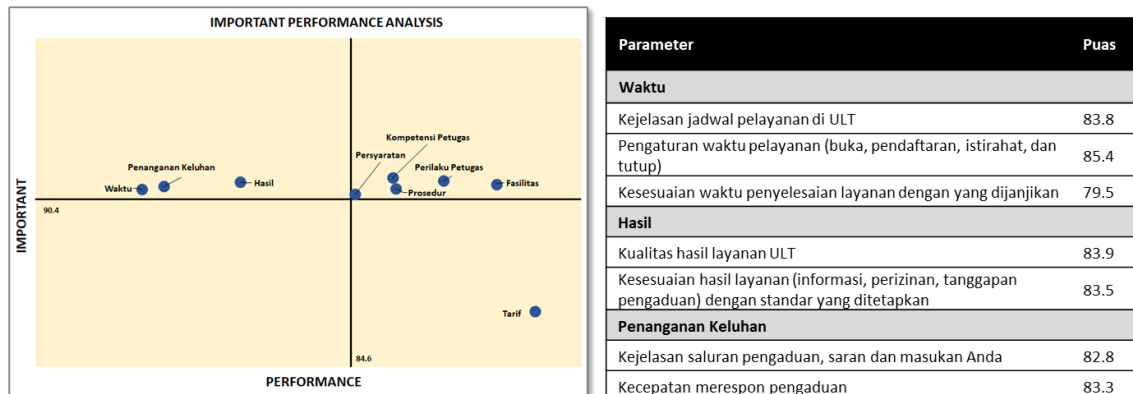 IMPORTANT PERFORMANCE ANALYSIS
IMPORTANT
Kompetensi Petugas
Persyaratan
Penanganan Keluhan
Perilaku Petugas
Waktu
Hasil
Prosedur
Fasilitas
90.4
Tarif
84.6
PERFORMANCE
Parameter Puas
Waktu
Kejelasan jadwal pelayanan di ULT 83.8
Pengaturan waktu pelayanan (buka, pendaftaran, istirahat, dan
tutup) 85.4
Kesesuaian waktu penyelesaian layanan dengan yang dijanjikan 79.5
Hasil
Kualitas hasil layanan ULT 83.9
Kesesuaian hasil layanan (informasi, perizinan, tanggapan
pengaduan) dengan standar yang ditetapkan 83.5
Penanganan Keluhan
Kejelasan saluran pengaduan, saran dan masukan Anda 82.8
Kecepatan merespon pengaduan 83.3